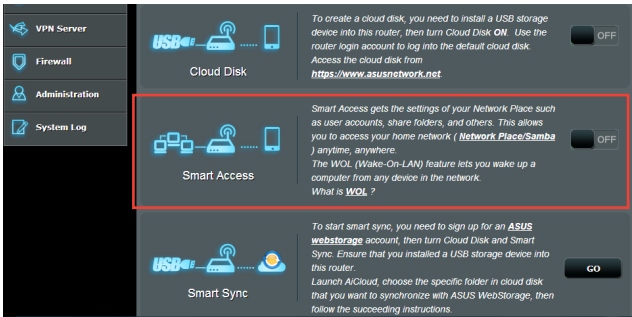 VPN Server
Firewall
Administration
System Log
USB
Cloud Disk
To create a cloud disk, you need to install a USB storage
device into this router, then turn Cloud Disk ON. Use the
router login account to log into the default cloud disk.
Access the cloud disk from
https://www.asusnetwork.net.
OFF
Smart Access
Smart Access gets the settings of your Network Place such
as user accounts, share folders, and others. This allows
you to access your home network ( Network Place/Samba
) anytime, anywhere.
The WOL (Wake-On-LAN) feature lets you wake up a
computer from any device in the network.
What is WOL ?
OFF
USB
Smart Sync
To start smart sync, you need to sign up for an ASUS
webstorage account, then turn Cloud Disk and Smart
Sync. Ensure that you installed a USB storage device into
this router.
Launch AiCloud, choose the specific folder in cloud disk
that you want to synchronize with ASUS WebStorage, then
follow the succeeding instructions.
GO